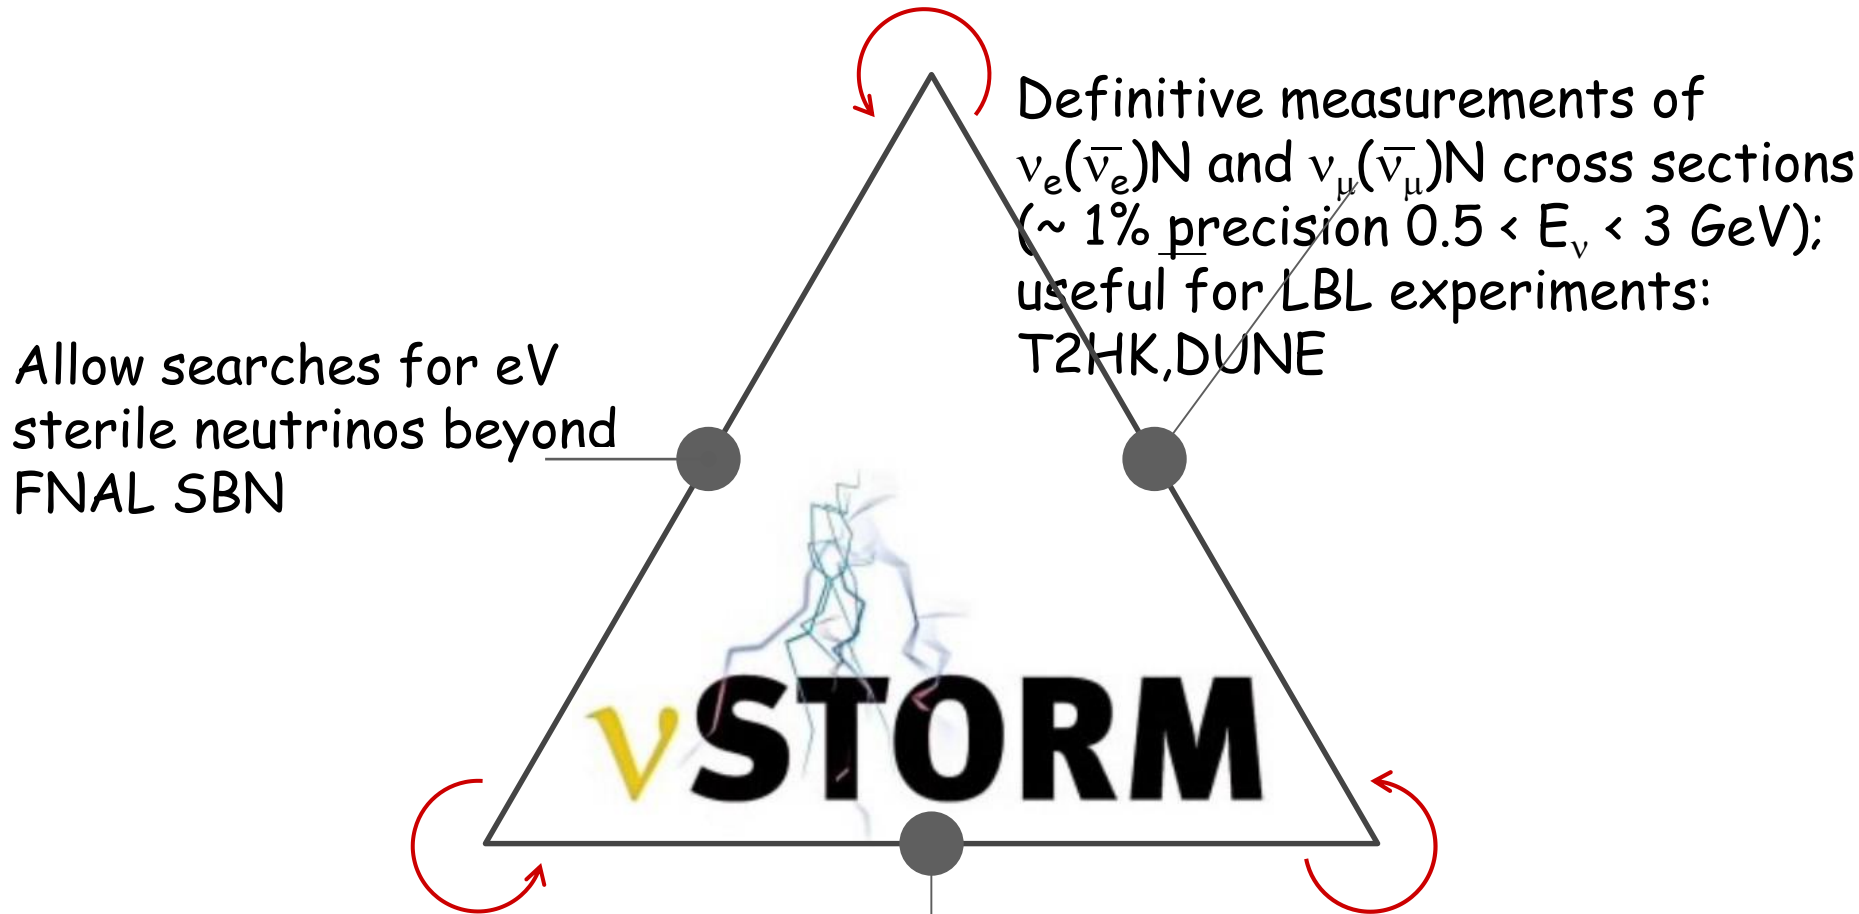 Definitive measurements of
νe(ν̅e)N and νμ(ν̅μ)N cross sections
(~ 1% precision 0.5 < Eν < 3 GeV);
useful for LBL experiments:
T2HK,DUNE
Allow searches for eV
sterile neutrinos beyond
FNAL SBN
νSTORM